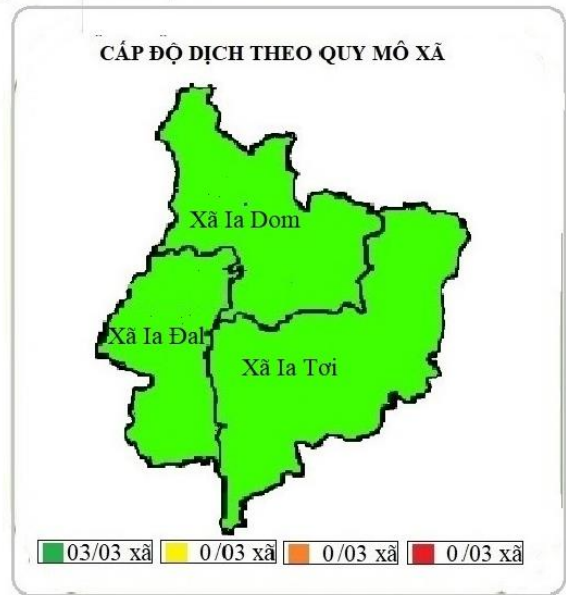 CẤP ĐỘ DỊCH THEO QUY MÔ XÃ
Xã Ia Dom
Xã Ia Đal
Xã Ia Tơi
03/03 xã 0/03 xã 0/03 xã 0/03 xã